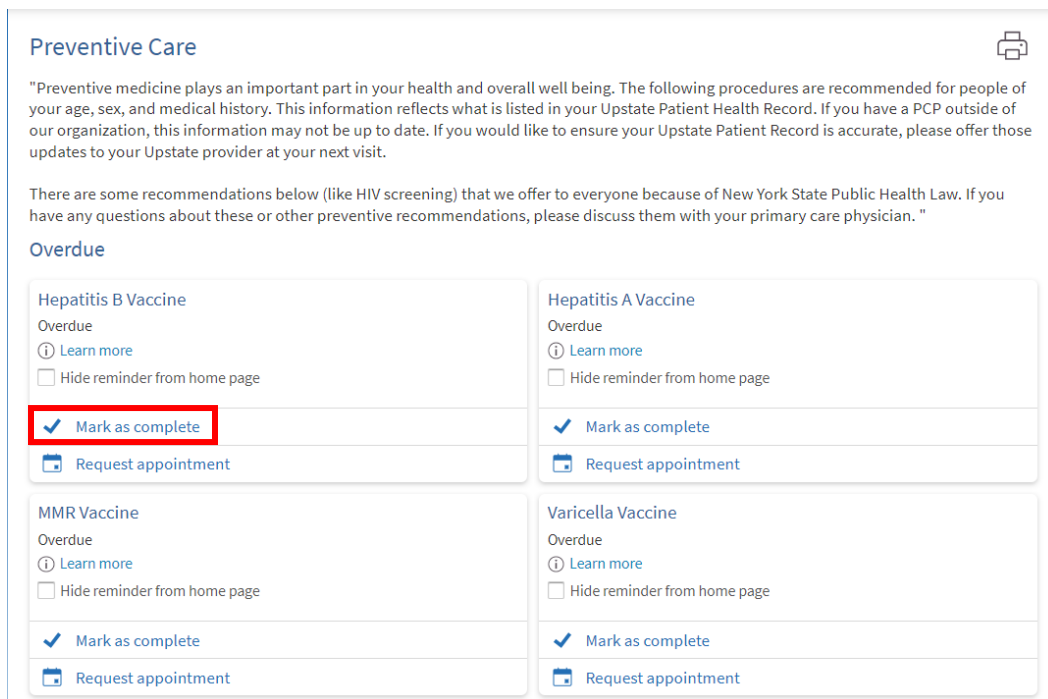 Preventive Care
"Preventive medicine plays an important part in your health and overall well being. The following procedures are recommended for people of
your age, sex, and medical history. This information reflects what is listed in your Upstate Patient Health Record. If you have a PCP outside of
our organization, this information may not be up to date. If you would like to ensure your Upstate Patient Record is accurate, please offer those
updates to your Upstate provider at your next visit.
There are some recommendations below (like HIV screening) that we offer to everyone because of New York State Public Health Law. If you
have any questions about these or other preventive recommendations, please discuss them with your primary care physician. "
Overdue
Hepatitis B Vaccine
Overdue
Learn more
Hide reminder from home page
Mark as complete
Request appointment
Hepatitis A Vaccine
Overdue
Learn more
Hide reminder from home page
Mark as complete
Request appointment
MMR Vaccine
Overdue
Learn more
Hide reminder from home page
Mark as complete
Request appointment
Varicella Vaccine
Overdue
Learn more
Hide reminder from home page
Mark as complete
Request appointment